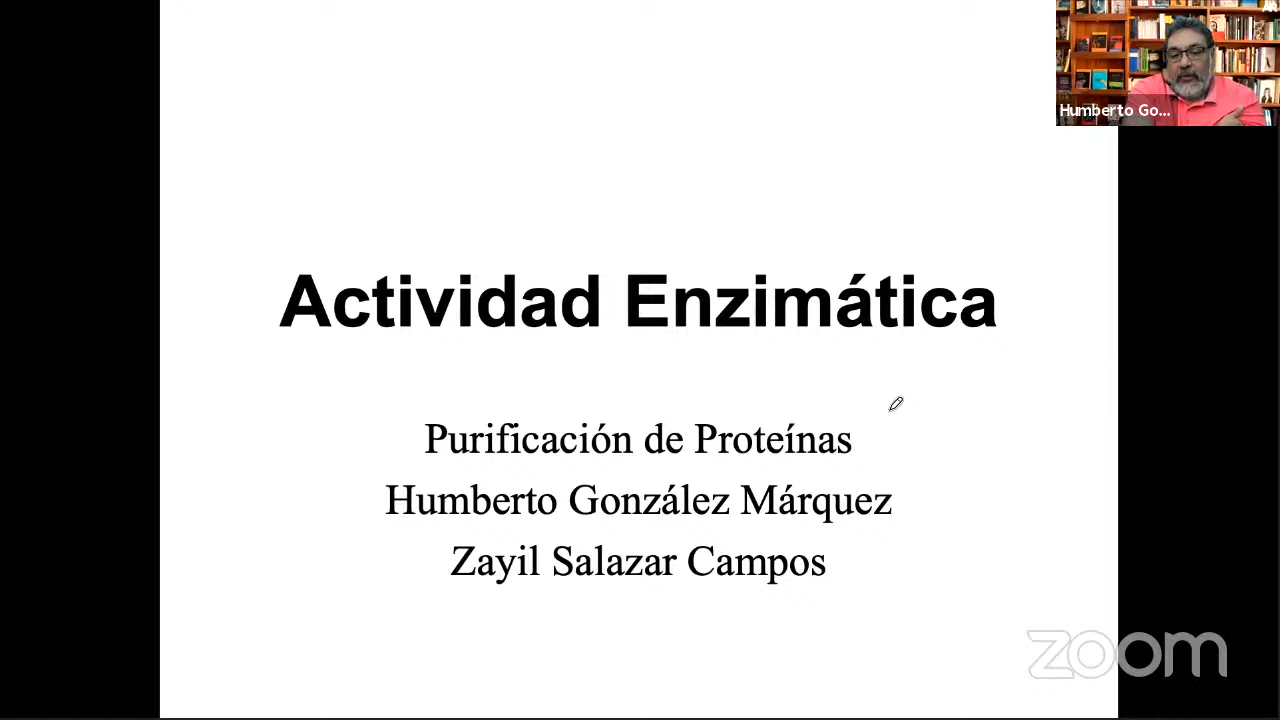 Humberto Go...
Actividad Enzimática
Purificación de Proteínas
Humberto González Márquez
Zayil Salazar Campos
zoom